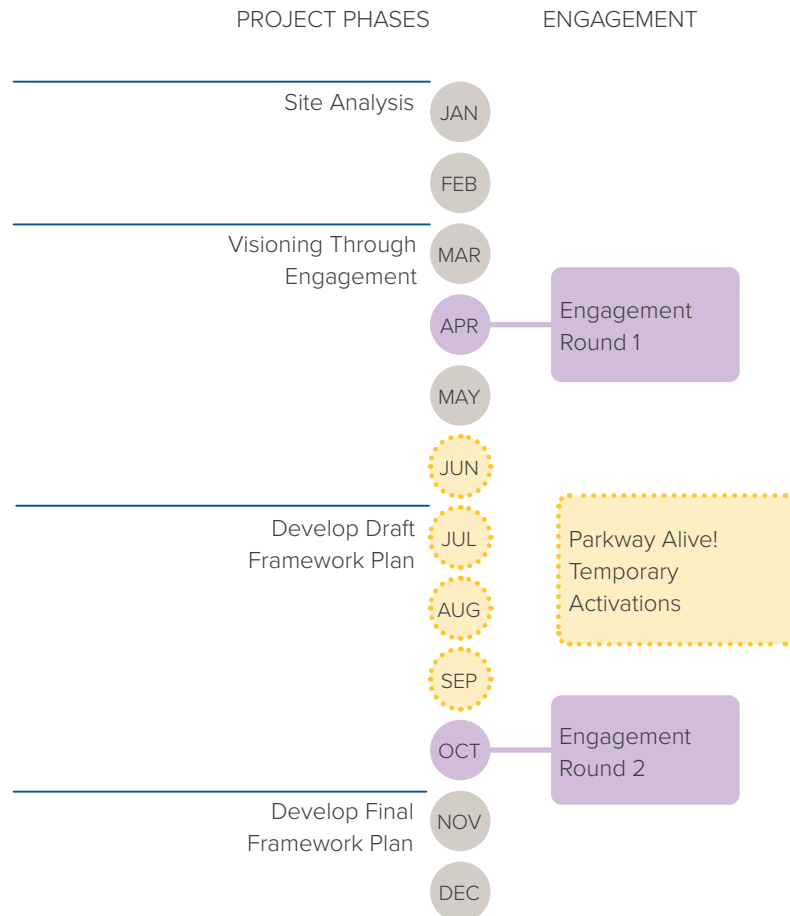 PROJECT PHASES
ENGAGEMENT
Site Analysis
JAN
FEB
Visioning Through
Engagement
MAR
APR
Engagement
Round 1
MAY
JUN
Develop Draft
Framework Plan
JUL
Parkway Alive!
Temporary
Activations
AUG
SEP
OCT
Engagement
Round 2
Develop Final
Framework Plan
NOV
DEC